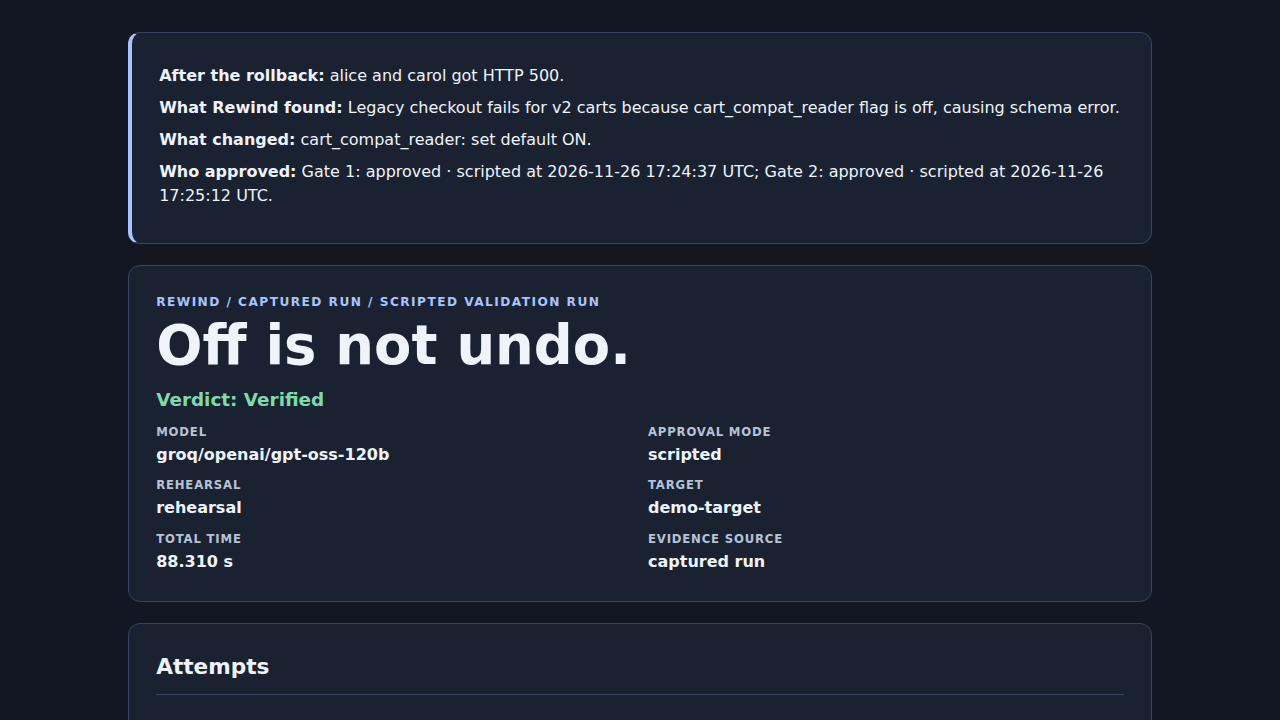 After the rollback: alice and carol got HTTP 500.
What Rewind found: Legacy checkout fails for v2 carts because cart_compat_reader flag is off, causing schema error.
What changed: cart_compat_reader: set default ON.
Who approved: Gate 1: approved · scripted at 2026-11-26 17:24:37 UTC; Gate 2: approved · scripted at 2026-11-26
17:25:12 UTC.
REWIND / CAPTURED RUN / SCRIPTED VALIDATION RUN
Off is not undo.
Verdict: Verified
MODEL
groq/openai/gpt-oss-120b
APPROVAL MODE
scripted
REHEARSAL
rehearsal
TARGET
demo-target
TOTAL TIME
88.310 s
EVIDENCE SOURCE
captured run
Attempts